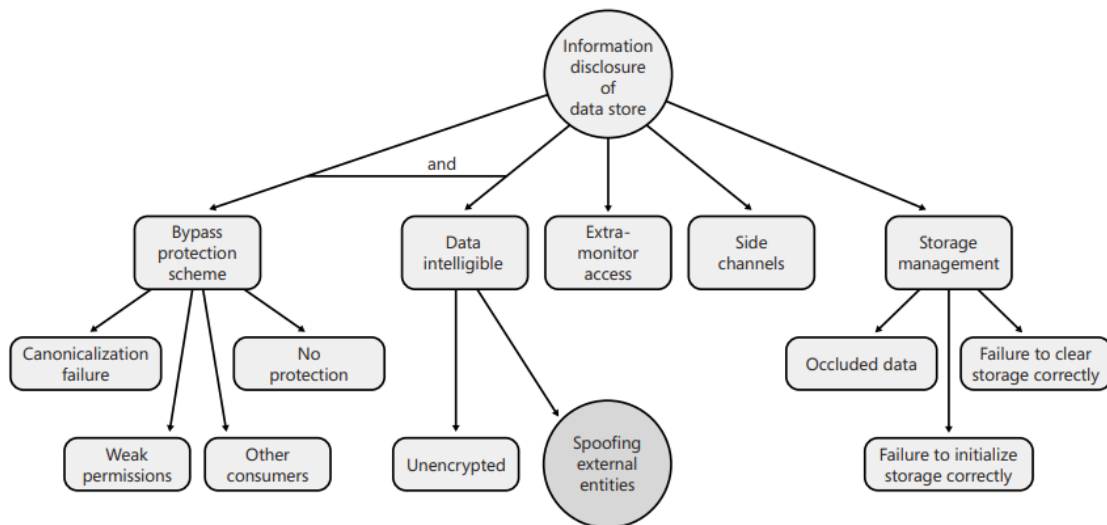 Information
disclosure
of
data store
and
Bypass
protection
scheme
Data
intelligible
Extra-
monitor
access
Side
channels
Storage
management
Canonicalization
failure
No
protection
Occluded data
Failure to clear
storage correctly
Weak
permissions
Other
consumers
Unencrypted
Spoofing
external
entities
Failure to initialize
storage correctly